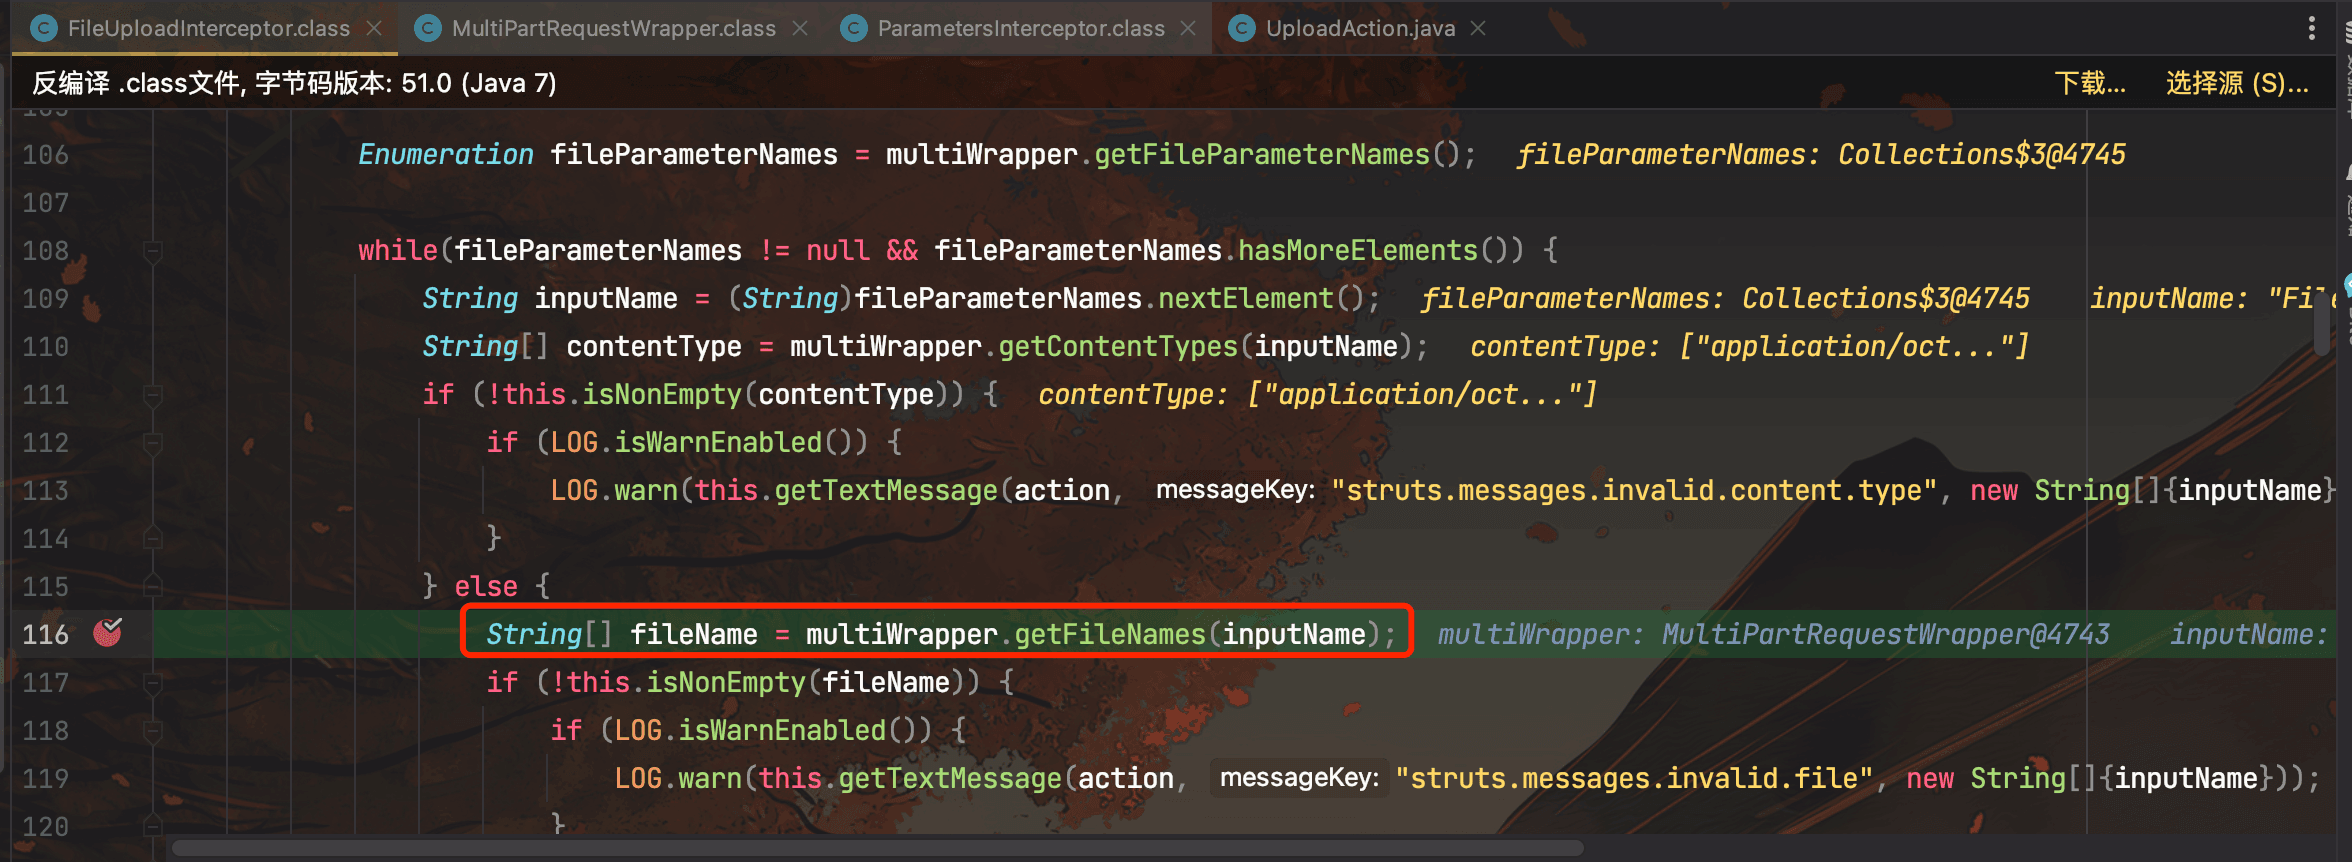 FileUploadInterceptor.class MultiPartRequestWrapper.class ParametersInterceptor.class UploadAction.java
反编译 .class文件, 字节码版本: 51.0 (Java 7) 下载... 选择源 (S)...
106 Enumeration fileParameterNames = multiWrapper.getFileParameterNames(); fileParameterNames: Collections$3@4745
107
108 while(fileParameterNames != null && fileParameterNames.hasMoreElements()) {
109 String inputName = (String)fileParameterNames.nextElement(); fileParameterNames: Collections$3@4745 inputName: "File
110 String[] contentType = multiWrapper.getContentTypes(inputName); contentType: ["application/oct..."]
111 if (!this.isNonEmpty(contentType)) { contentType: ["application/oct..."]
112 if (LOG.isWarnEnabled()) {
113 LOG.warn(this.getTextMessage(action, messageKey: "struts.messages.invalid.content.type", new String[]{inputName}
114 }
115 } else {
116 String[] fileName = multiWrapper.getFileNames(inputName); multiWrapper: MultiPartRequestWrapper@4743 inputName:
117 if (!this.isNonEmpty(fileName)) {
118 if (LOG.isWarnEnabled()) {
119 LOG.warn(this.getTextMessage(action, messageKey: "struts.messages.invalid.file", new String[]{inputName}));
120 }